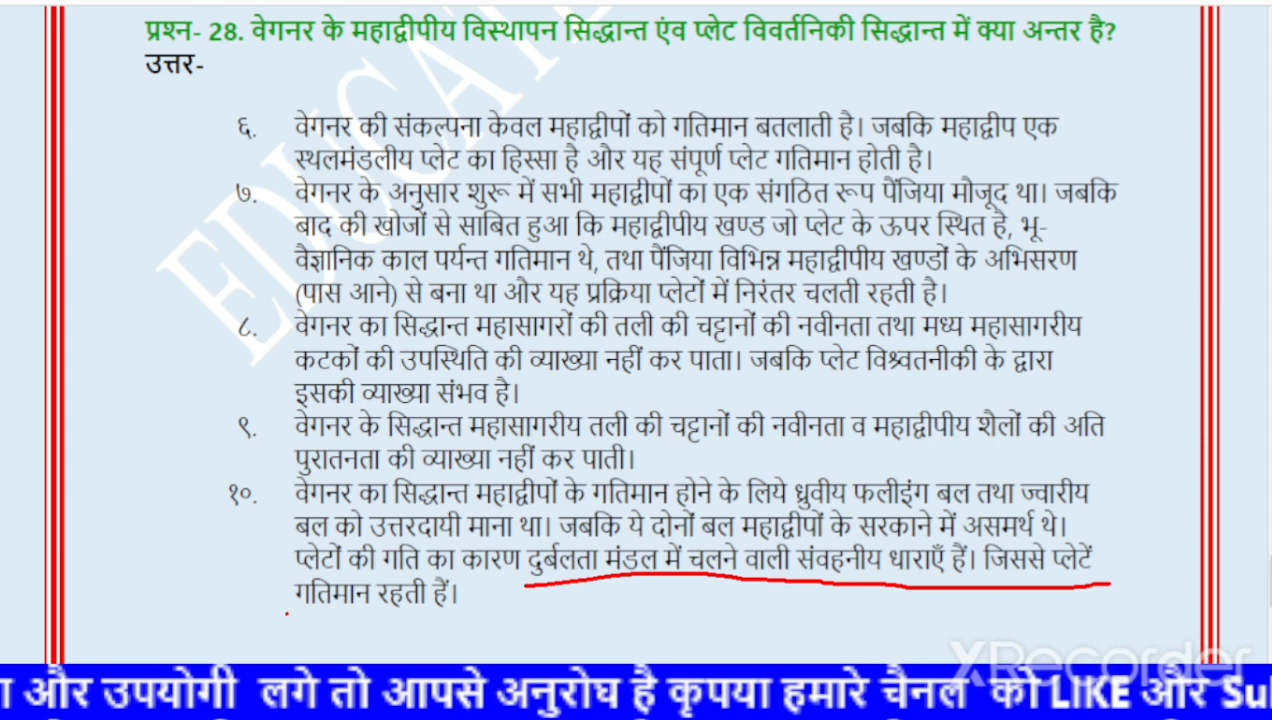 प्रश्न- 28. वेगनर के महाद्वीपीय विस्थापन सिद्धान्त एंव प्लेट विवर्तनिकी सिद्धान्त में क्या अन्तर है?
उत्तर-
६. वेगनर की संकल्पना केवल महाद्वीपों को गतिमान बतलाती है। जबकि महाद्वीप एक
स्थलमंडलीय प्लेट का हिस्सा है और यह संपूर्ण प्लेट गतिमान होती है।
७. वेगनर के अनुसार शुरू में सभी महाद्वीपों का एक संगठित रूप पैंजिया मौजूद था। जबकि
बाद की खोजों से साबित हुआ कि महाद्वीपीय खण्ड जो प्लेट के ऊपर स्थित है, भू-
वैज्ञानिक काल पर्यन्त गतिमान थे, तथा पैंजिया विभिन्न महाद्वीपीय खण्डों के अभिसरण
(पास आने) से बना था और यह प्रक्रिया प्लेटों में निरंतर चलती रहती है।
८. वेगनर का सिद्धान्त महासागरों की तली की चट्टानों की नवीनता तथा मध्य महासागरीय
कटकों की उपस्थिति की व्याख्या नहीं कर पाता। जबकि प्लेट विश्र्वतनीकी के द्वारा
इसकी व्याख्या संभव है।
९. वेगनर के सिद्धान्त महासागरीय तली की चट्टानों की नवीनता व महाद्वीपीय शैलों की अति
पुरातनता की व्याख्या नहीं कर पाती।
१०. वेगनर का सिद्धान्त महाद्वीपों के गतिमान होने के लिये ध्रुवीय फलीइंग बल तथा ज्वारीय
बल को उत्तरदायी माना था। जबकि ये दोनों बल महाद्वीपों के सरकाने में असमर्थ थे।
प्लेटों की गति का कारण दुर्बलता मंडल में चलने वाली संवहनीय धाराएँ हैं। जिससे प्लेटें
गतिमान रहती हैं।
XRecorder
और उपयोगी लगे तो आपसे अनुरोघ है कृपया हमारे चैनल को LIKE और